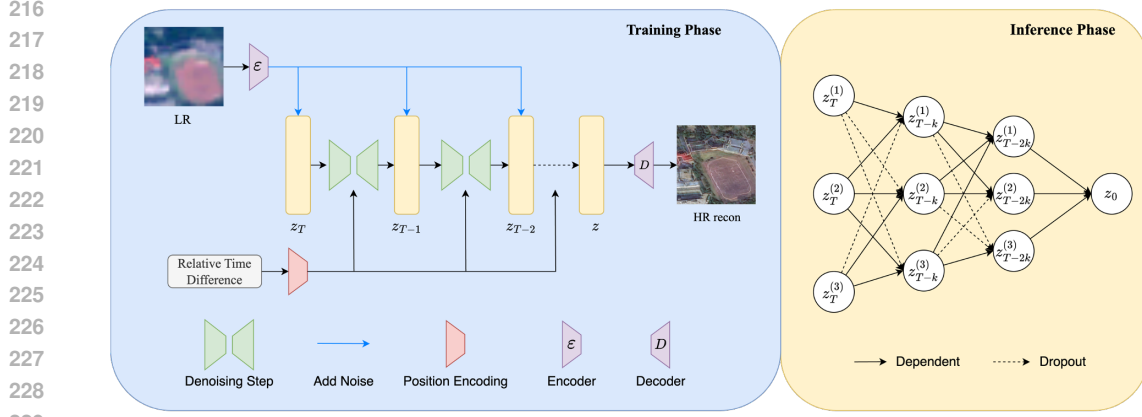 216
217
218
219
220
221
222
223
224
225
226
227
228
Training Phase
ε
LR
D
HR recon
z_T
z_{T-1}
z_{T-2}
z
Relative Time
Difference
Denoising Step
Add Noise
Position Encoding
ε
Encoder
D
Decoder
Inference Phase
z_T^{(1)}
z_{T-k}^{(1)}
z_{T-2k}^{(1)}
z_T^{(2)}
z_{T-k}^{(2)}
z_{T-2k}^{(2)}
z_0
z_T^{(3)}
z_{T-k}^{(3)}
z_{T-2k}^{(3)}
Dependent
Dropout